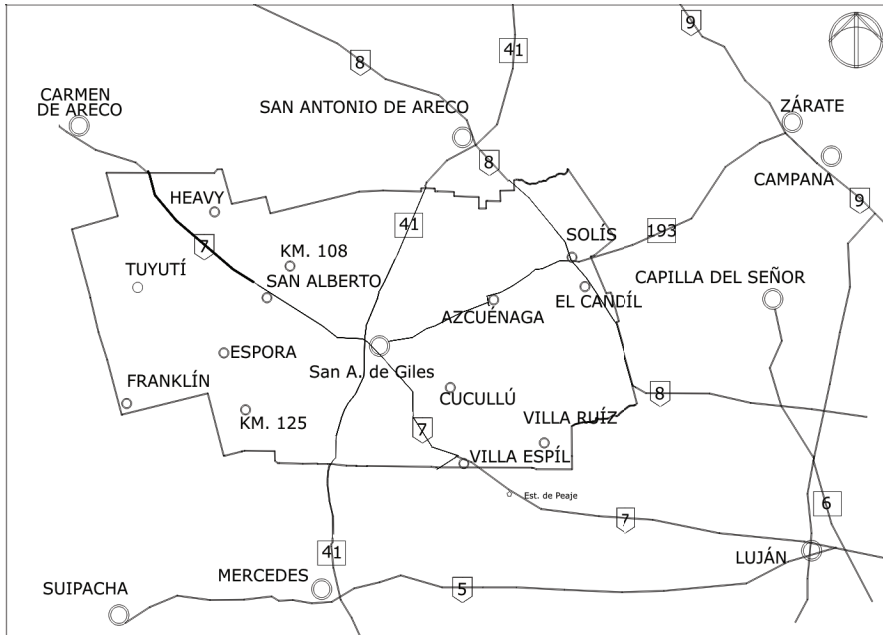 9
41
8
CARMEN
DE ARECO
SAN ANTONIO DE ARECO
ZÁRATE
8
CAMPANA
HEAVY
9
41
193
SOLÍS
7
KM. 108
TUYUTÍ
SAN ALBERTO
CAPILLA DEL SEÑOR
EL CANDÍL
AZCUÉNAGA
ESPORA
San A. de Giles
FRANKLÍN
CUCULLÚ
8
KM. 125
VILLA RUÍZ
7
VILLA ESPÍL
Est. de Peaje
6
7
41
LUJÁN
MERCEDES
SUIPACHA
5